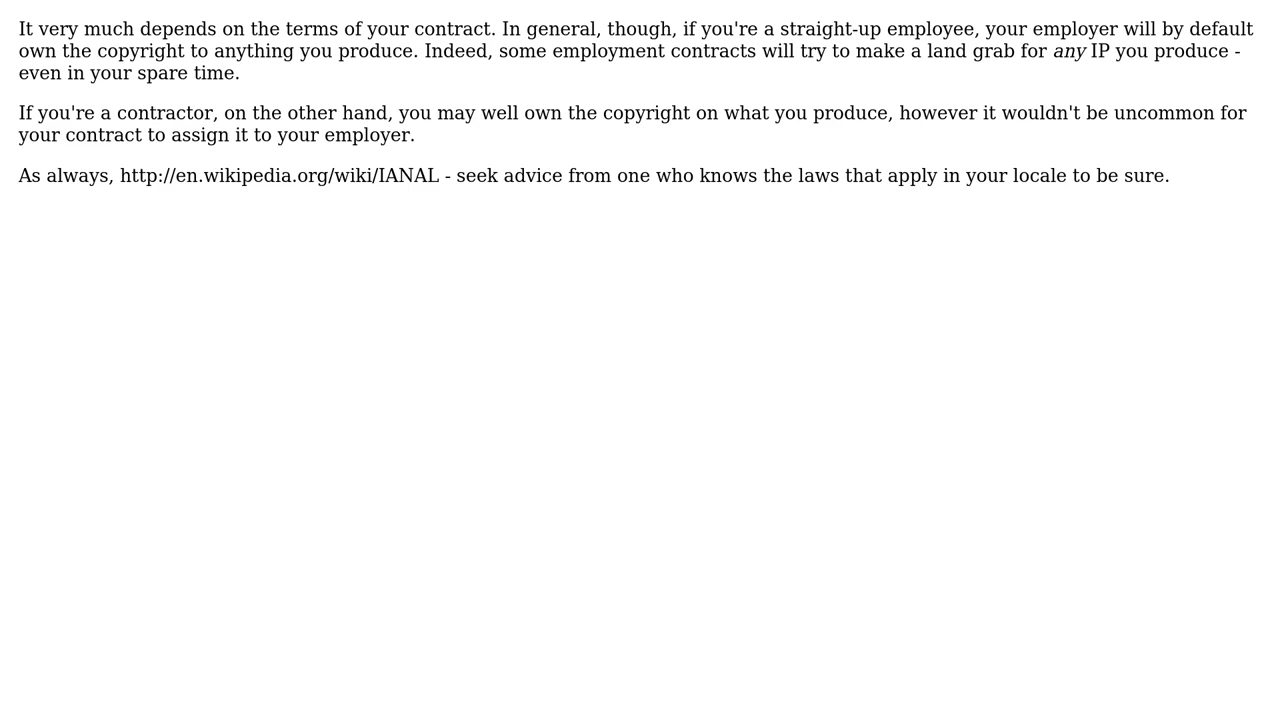 It very much depends on the terms of your contract. In general, though, if you're a straight-up employee, your employer will by default
own the copyright to anything you produce. Indeed, some employment contracts will try to make a land grab for any IP you produce -
even in your spare time.
If you're a contractor, on the other hand, you may well own the copyright on what you produce, however it wouldn't be uncommon for
your contract to assign it to your employer.
As always, http://en.wikipedia.org/wiki/IANAL - seek advice from one who knows the laws that apply in your locale to be sure.